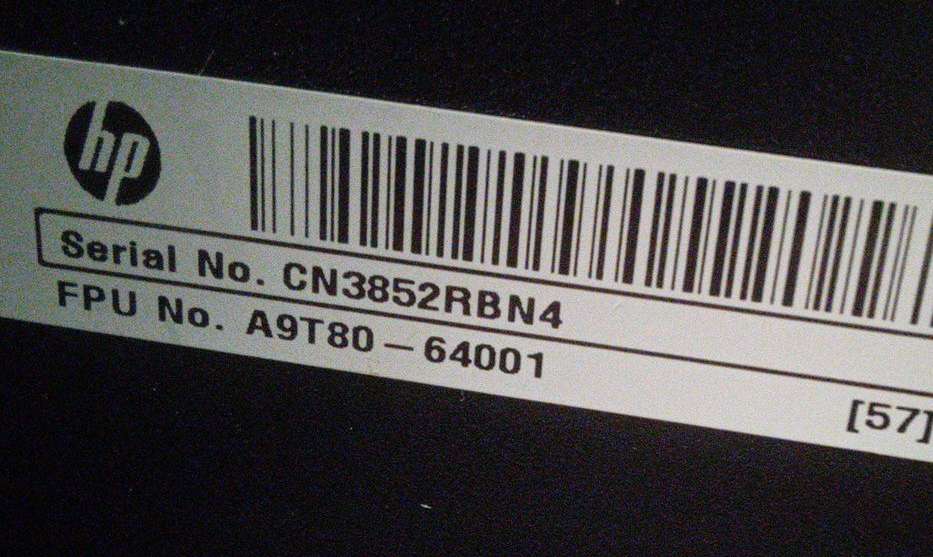 hp
Serial No. CN3852RBN4
FPU No. A9T80-64001
[57]